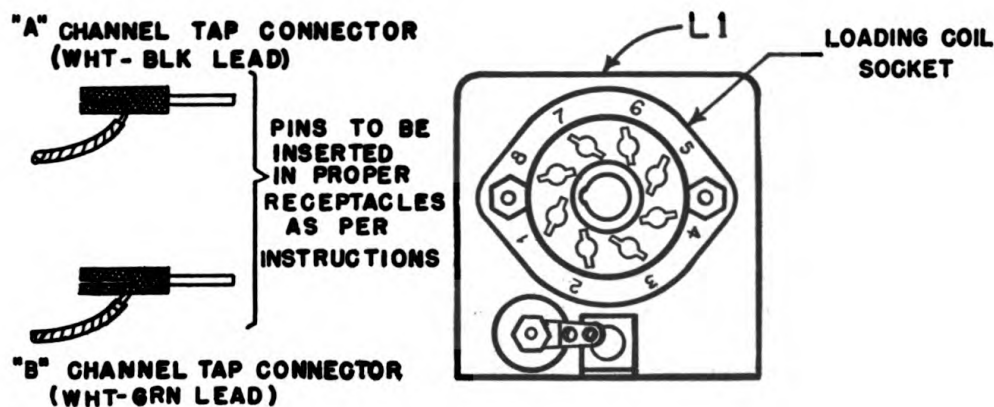 "A" CHANNEL TAP CONNECTOR
(WHT-BLK LEAD)
PINS TO BE
INSERTED
IN PROPER
RECEPTACLES
AS PER
INSTRUCTIONS
"B" CHANNEL TAP CONNECTOR
(WHT-GRN LEAD)
L1
LOADING COIL
SOCKET
7
6
8
5
1
4
2
3